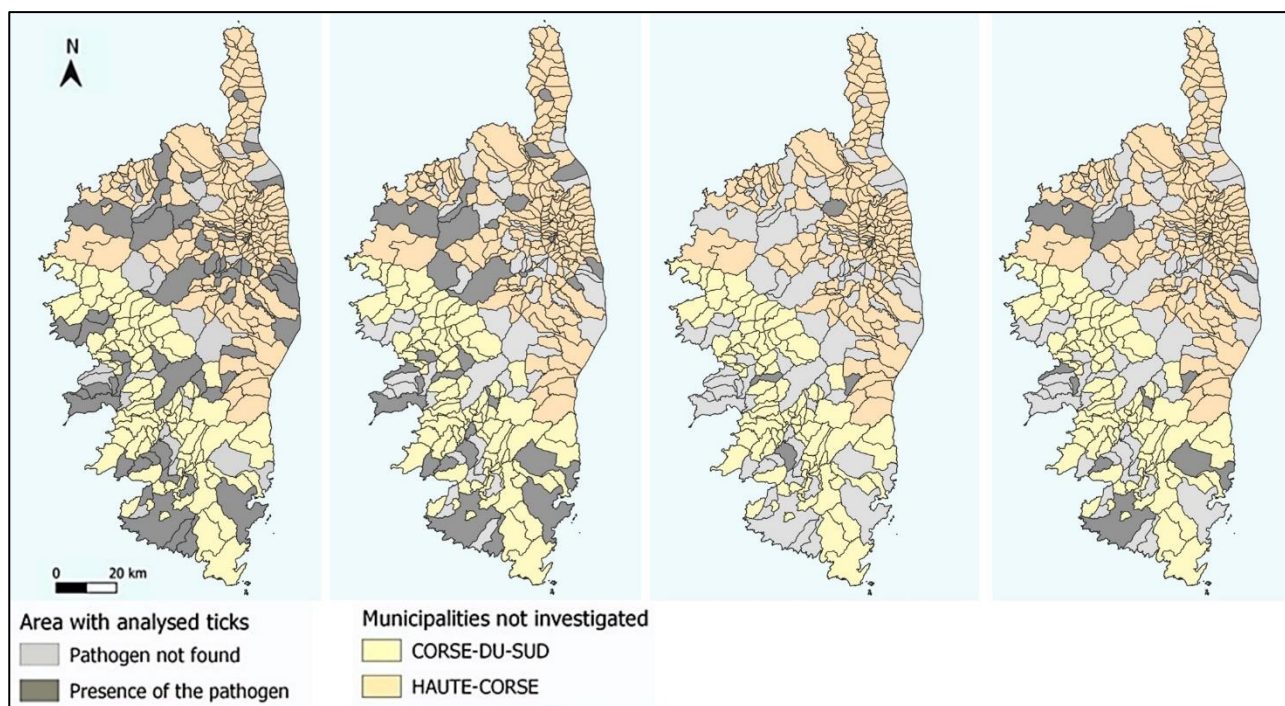 N
0 20 km
Area with analysed ticks
Pathogen not found
Presence of the pathogen
Municipalities not investigated
CORSE-DU-SUD
HAUTE-CORSE